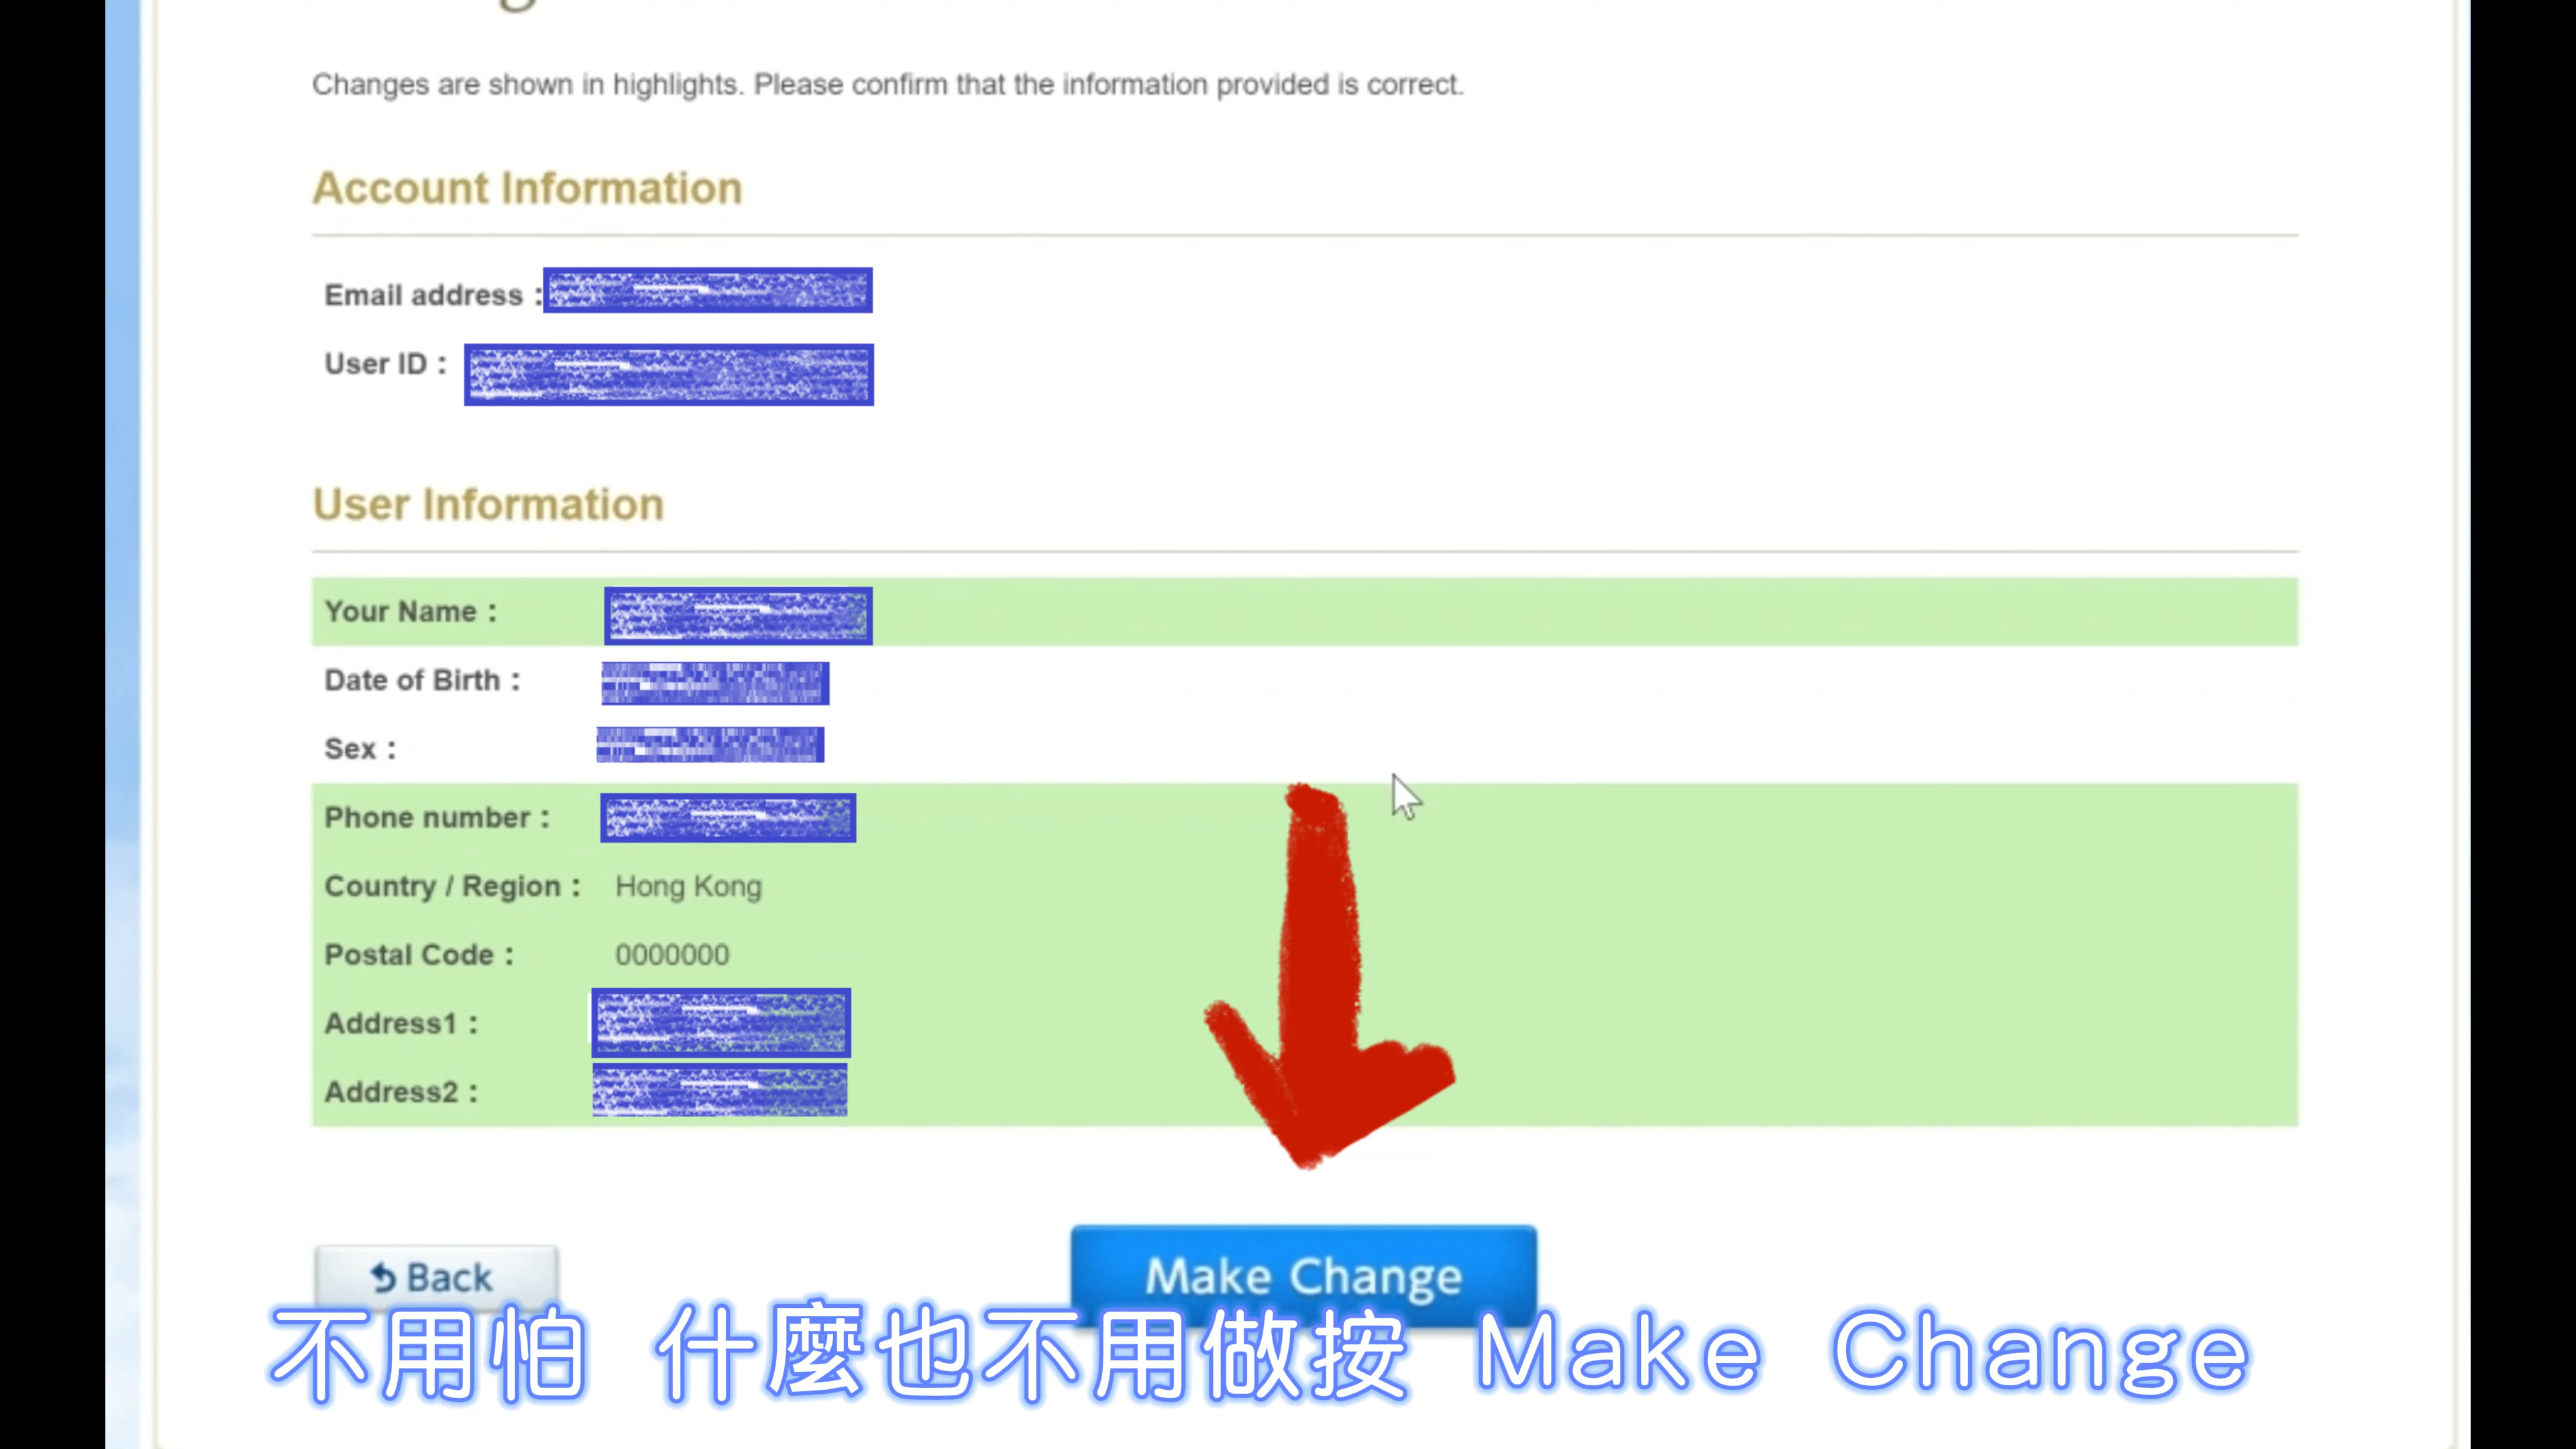 Changes are shown in highlights. Please confirm that the information provided is correct.
Account Information
Email address :
User ID :
User Information
Your Name :
Date of Birth :
Sex :
Phone number :
Country / Region : Hong Kong
Postal Code : 0000000
Address1 :
Address2 :
Back
Make Change
不用怕 什麼也不用做按 Make Change